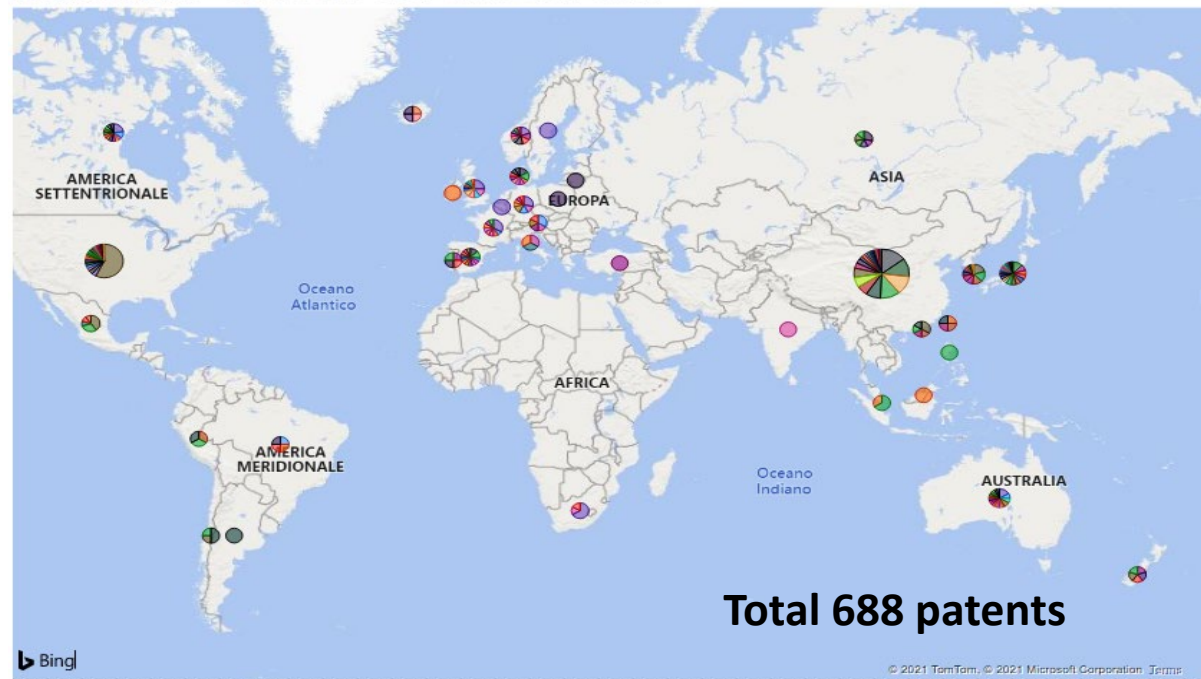 AMERICA
SETTENTRIONALE
ASIA
EUROPA
Oceano
Atlantico
AFRICA
AMERICA
MERIDIONALE
Oceano
Indiano
AUSTRALIA
Total 688 patents
Bing
© 2021 TomTom, © 2021 Microsoft Corporation Terms